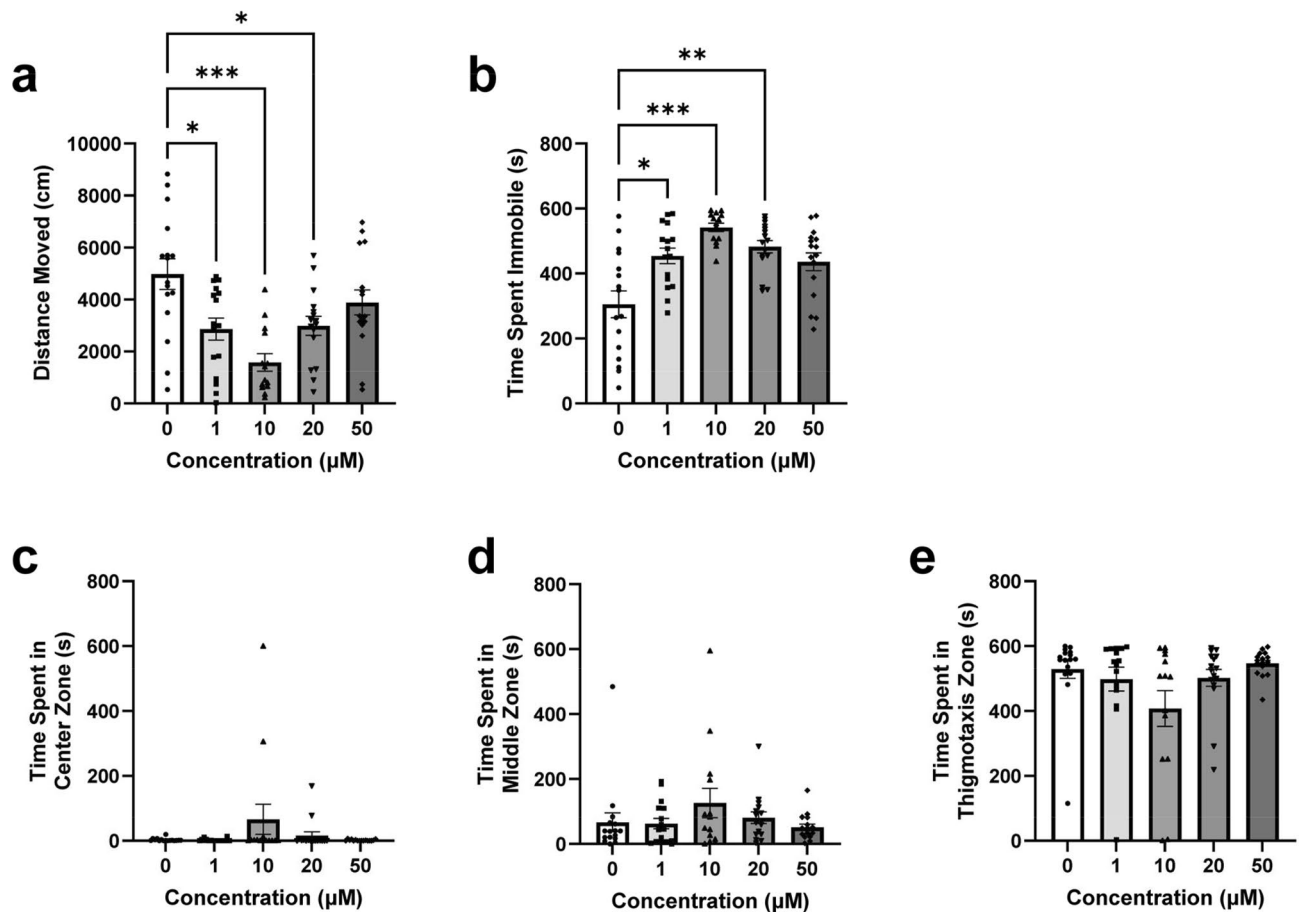 a
*
***
*
Distance Moved (cm)
10000
8000
6000
4000
2000
0
0 1 10 20 50
Concentration (µM)
b
**
***
*
Time Spent Immobile (s)
800
600
400
200
0
0 1 10 20 50
Concentration (µM)
c
Time Spent in
Center Zone (s)
800
600
400
200
0
0 1 10 20 50
Concentration (µM)
d
Time Spent in
Middle Zone (s)
800
600
400
200
0
0 1 10 20 50
Concentration (µM)
e
Time Spent in
Thigmotaxis Zone (s)
800
600
400
200
0
0 1 10 20 50
Concentration (µM)